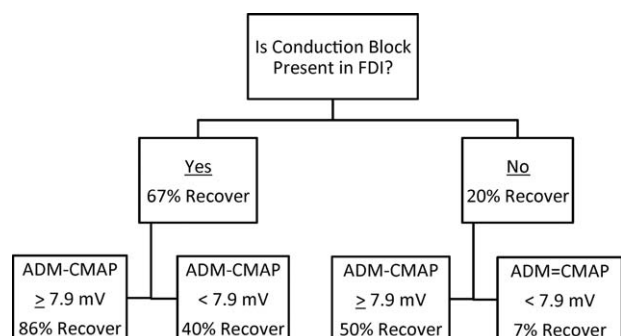 Is Conduction Block
Present in FDI?
Yes
67% Recover
No
20% Recover
ADM-CMAP
≥ 7.9 mV
86% Recover
ADM-CMAP
< 7.9 mV
40% Recover
ADM-CMAP
≥ 7.9 mV
50% Recover
ADM=CMAP
< 7.9 mV
7% Recover